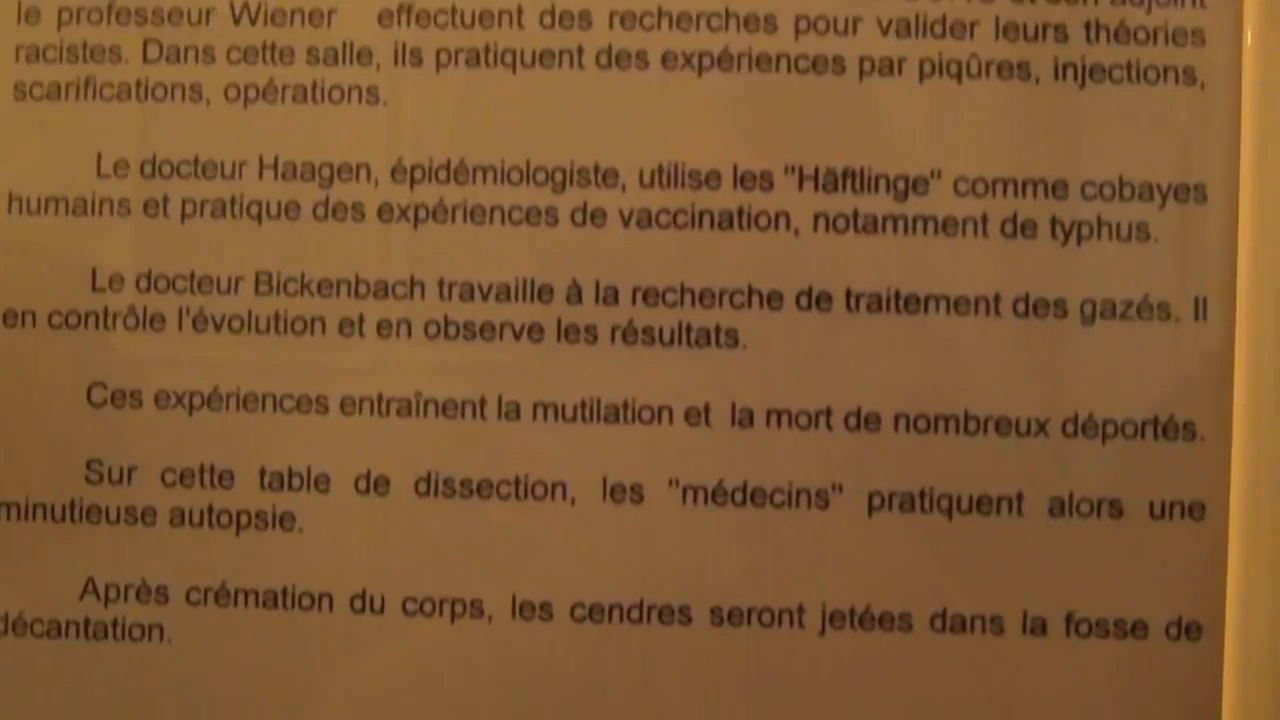 le professeur Wiener effectuent des recherches pour valider leurs théories
racistes. Dans cette salle, ils pratiquent des expériences par piqûres, injections,
scarifications, opérations.
Le docteur Haagen, épidémiologiste, utilise les "Häftlinge" comme cobayes
humains et pratique des expériences de vaccination, notamment de typhus.
Le docteur Bickenbach travaille à la recherche de traitement des gazés. Il
en contrôle l'évolution et en observe les résultats.
Ces expériences entraînent la mutilation et la mort de nombreux déportés.
Sur cette table de dissection, les "médecins" pratiquent alors une
minutieuse autopsie.
Après crémation du corps, les cendres seront jetées dans la fosse de
décantation.